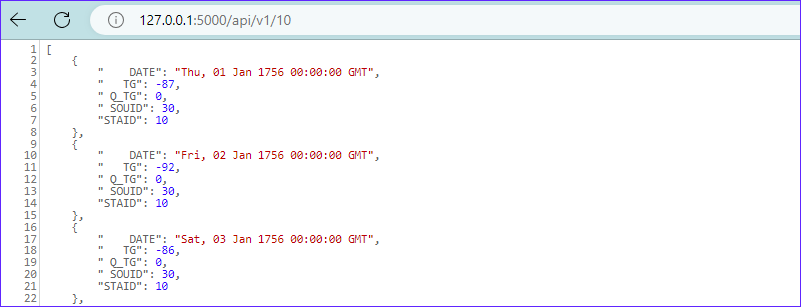 127.0.0.1:5000/api/v1/10
1 [
2     {
3         "    DATE": "Thu, 01 Jan 1756 00:00:00 GMT",
4         "   TG": -87,
5         " Q_TG": 0,
6         " SOUID": 30,
7         "STAID": 10
8     },
9     {
10         "    DATE": "Fri, 02 Jan 1756 00:00:00 GMT",
11         "   TG": -92,
12         " Q_TG": 0,
13         " SOUID": 30,
14         "STAID": 10
15     },
16     {
17         "    DATE": "Sat, 03 Jan 1756 00:00:00 GMT",
18         "   TG": -86,
19         " Q_TG": 0,
20         " SOUID": 30,
21         "STAID": 10
22     },